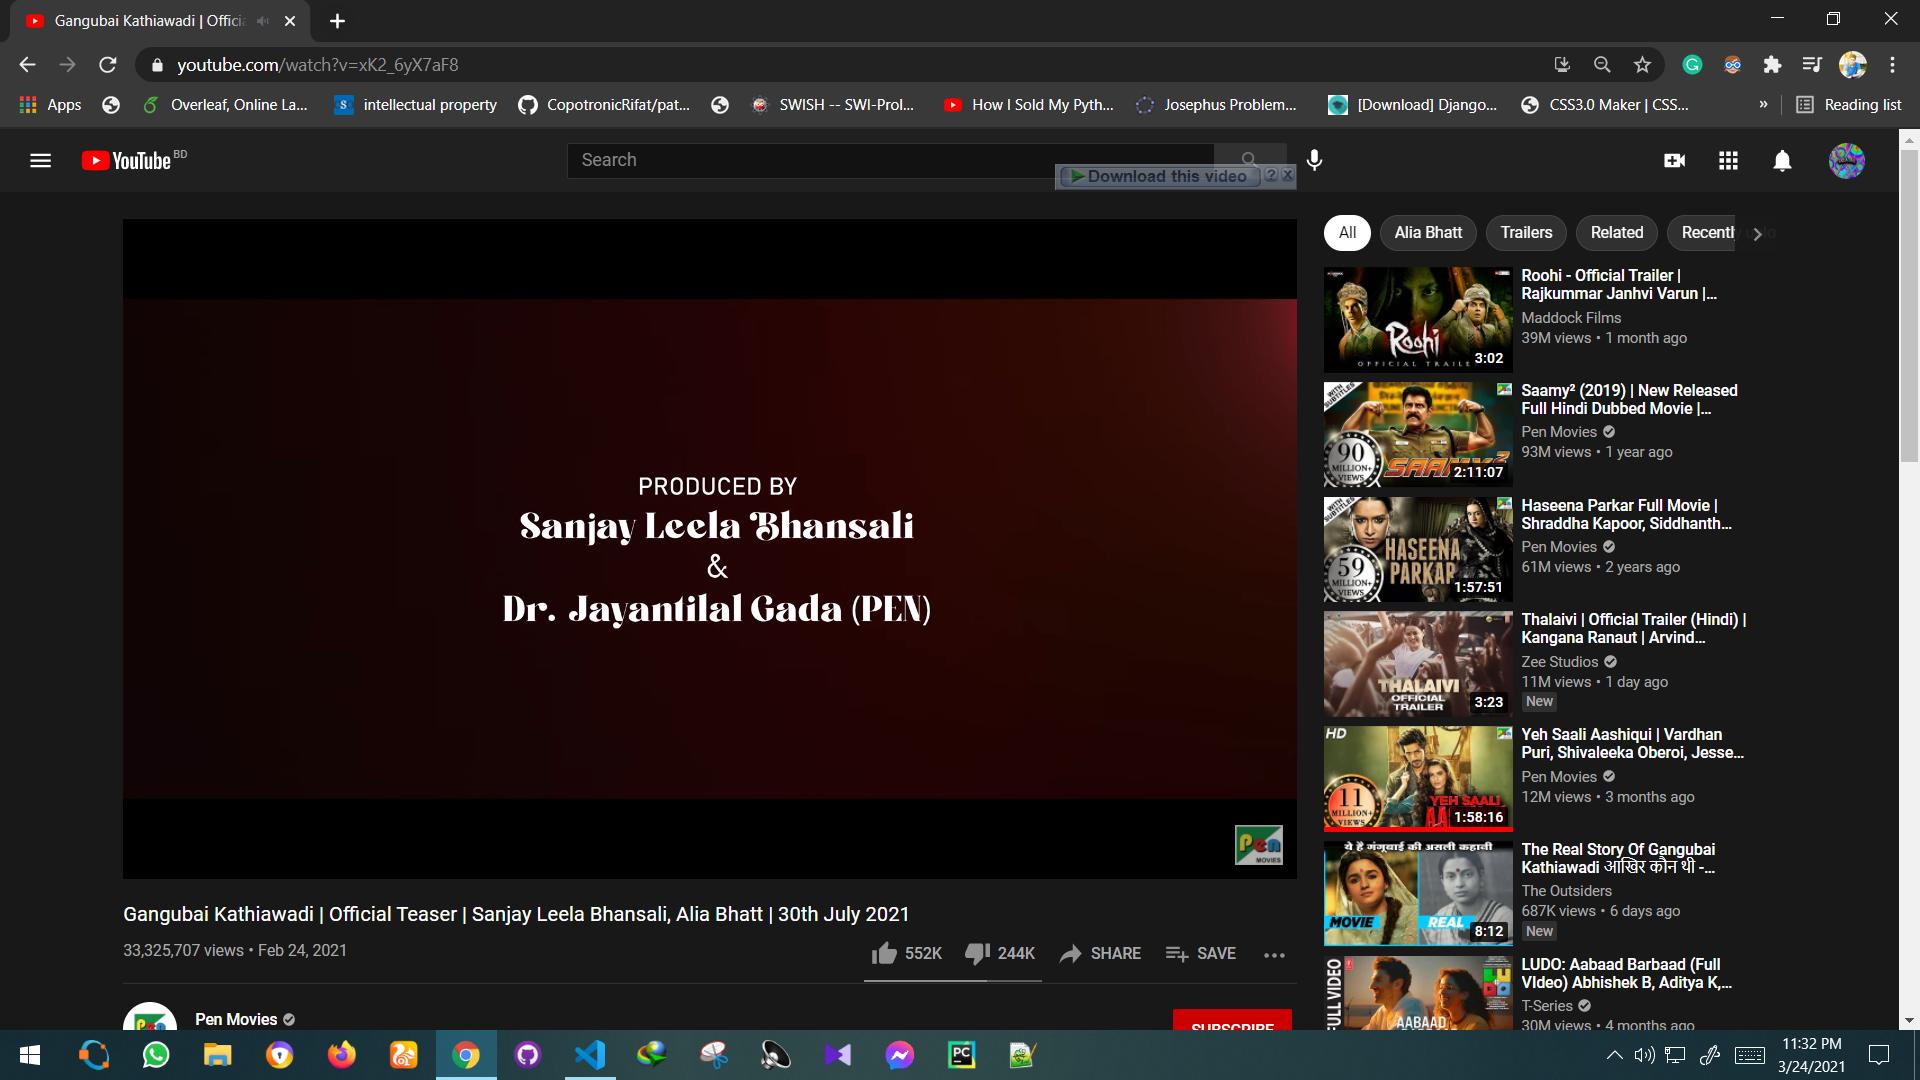 Gangubai Kathiawadi | Officia
youtube.com/watch?v=xK2_6yX7aF8
Apps
Overleaf, Online La...
intellectual property
CopotronicRifat/pat...
SWISH -- SWI-Prol...
How I Sold My Pyth...
Josephus Problem...
[Download] Django...
CSS3.0 Maker | CSS...
»
Reading list
YouTube BD
Search
Download this video ? x
All
Alia Bhatt
Trailers
Related
Recently
PRODUCED BY
Sanjay Leela Bhansali
&
Dr. Jayantilal Gada (PEN)
Pen
MOVIES
Gangubai Kathiawadi | Official Teaser | Sanjay Leela Bhansali, Alia Bhatt | 30th July 2021
33,325,707 views • Feb 24, 2021
552K
244K
SHARE
SAVE
Pen Movies
SUBSCRIBE
Roohi
OFFICIAL TRAILE
3:02
Roohi - Official Trailer |
Rajkummar Janhvi Varun |...
Maddock Films
39M views • 1 month ago
WITH
SUBTITLES
90
MILLION+
VIEWS
2:11:07
Saamy² (2019) | New Released
Full Hindi Dubbed Movie |...
Pen Movies
93M views • 1 year ago
WITH
SUBTITLES
59
MILLION+
VIEWS
HASEENA
PARKAR
1:57:51
Haseena Parkar Full Movie |
Shraddha Kapoor, Siddhanth...
Pen Movies
61M views • 2 years ago
THALAIVI
OFFICIAL
TRAILER
3:23
Thalaivi | Official Trailer (Hindi) |
Kangana Ranaut | Arvind...
Zee Studios
11M views • 1 day ago
New
HD
11
MILLION+
VIEWS
YEH SAALI
1:58:16
Yeh Saali Aashiqui | Vardhan
Puri, Shivaleeka Oberoi, Jesse...
Pen Movies
12M views • 3 months ago
ये है गंगूबाई की असली कहानी
MOVIE
REAL
8:12
The Real Story Of Gangubai
Kathiawadi आखिर कौन थी -...
The Outsiders
687K views • 6 days ago
New
FULL VIDEO
AABAAD
LUDO: Aabaad Barbaad (Full
VIdeo) Abhishek B, Aditya K,...
T-Series
30M views • 4 months ago
PC
11:32 PM
3/24/2021